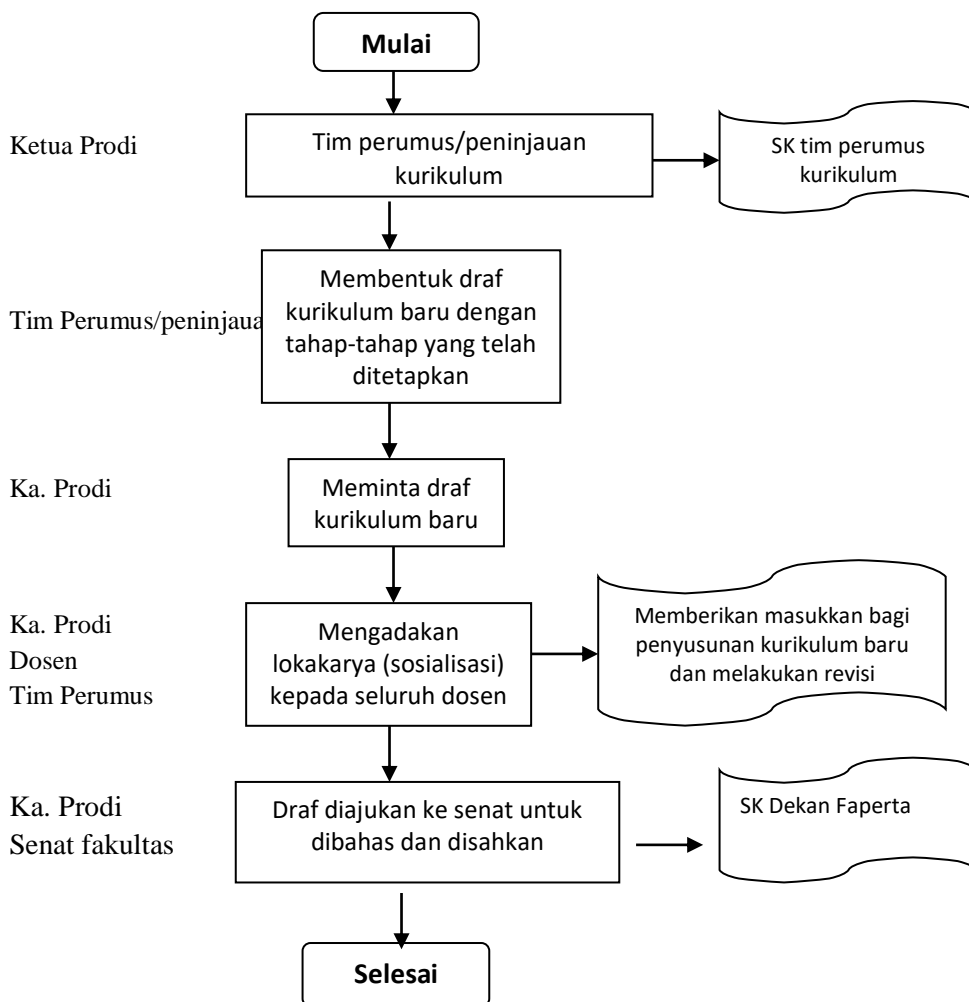 Mulai
Ketua Prodi
Tim perumus/peninjauan
kurikulum
SK tim perumus
kurikulum
Tim Perumus/peninjaua
Membentuk draf
kurikulum baru dengan
tahap-tahap yang telah
ditetapkan
Ka. Prodi
Meminta draf
kurikulum baru
Ka. Prodi
Dosen
Tim Perumus
Mengadakan
lokakarya (sosialisasi)
kepada seluruh dosen
Memberikan masukkan bagi
penyusunan kurikulum baru
dan melakukan revisi
Ka. Prodi
Senat fakultas
Draf diajukan ke senat untuk
dibahas dan disahkan
SK Dekan Faperta
Selesai